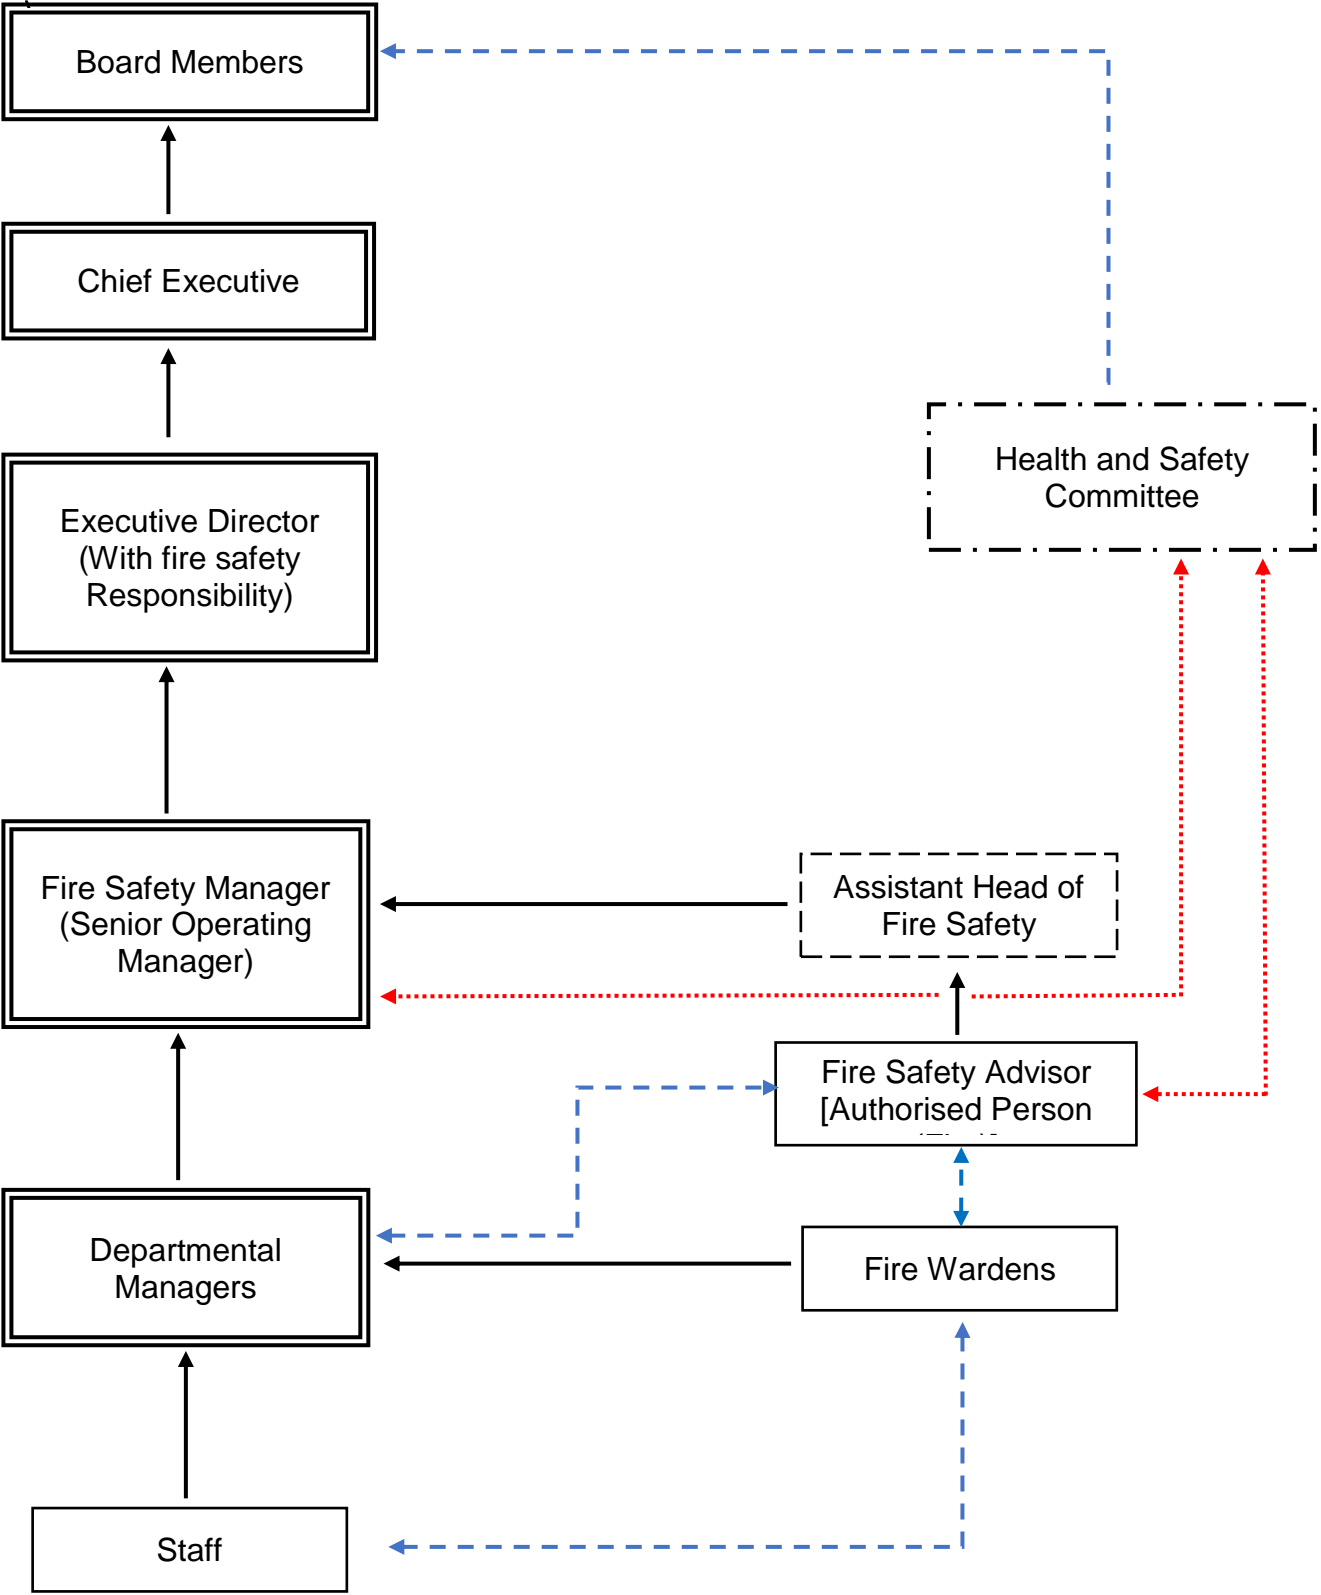 Board Members
Chief Executive
Health and Safety
Committee
Executive Director
(With fire safety
Responsibility)
Fire Safety Manager
(Senior Operating
Manager)
Assistant Head of
Fire Safety
Fire Safety Advisor
[Authorised Person
Departmental
Managers
Fire Wardens
Staff